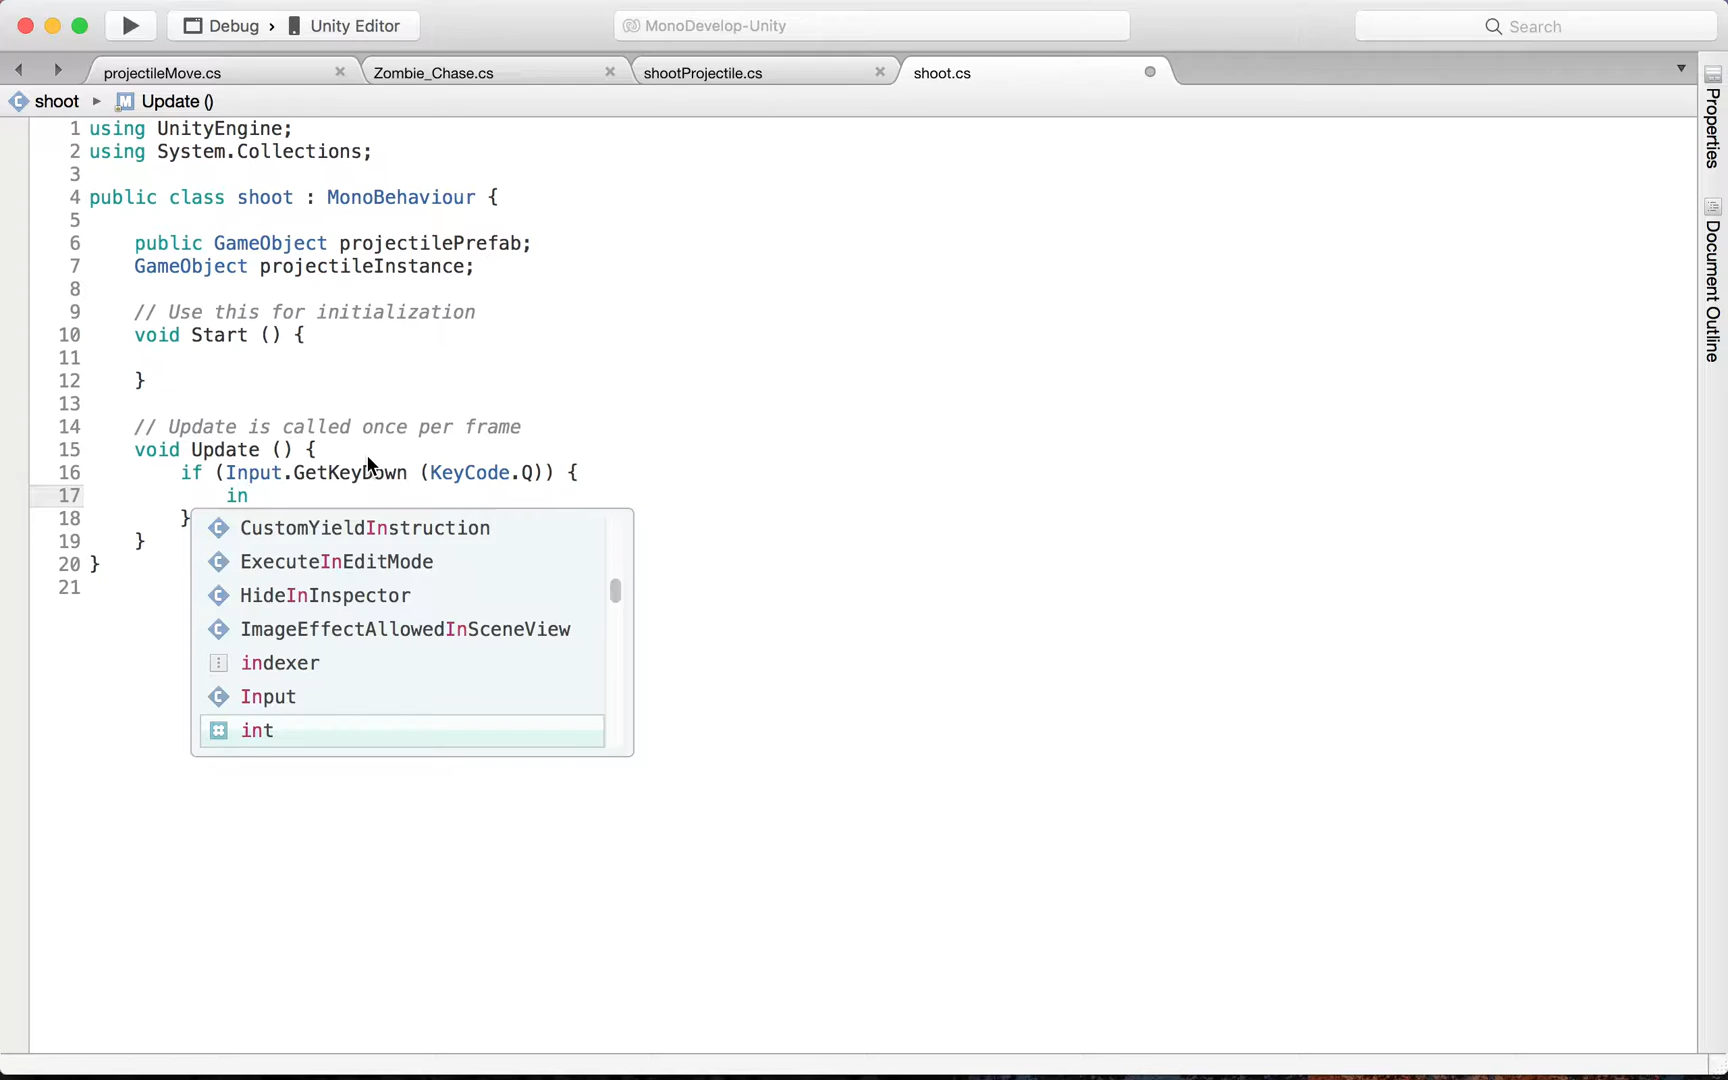 Debug › Unity Editor
MonoDevelop-Unity
Search
projectileMove.cs
Zombie_Chase.cs
shootProjectile.cs
shoot.cs
shoot
Update ()
1 using UnityEngine;
2 using System.Collections;
3
4 public class shoot : MonoBehaviour {
5
6 public GameObject projectilePrefab;
7 GameObject projectileInstance;
8
9 // Use this for initialization
10 void Start () {
11
12 }
13
14 // Update is called once per frame
15 void Update () {
16 if (Input.GetKeyDown (KeyCode.Q)) {
17 in
18 }
19 }
20 }
21
CustomYieldInstruction
ExecuteInEditMode
HideInInspector
ImageEffectAllowedInSceneView
indexer
Input
int
Properties
Document Outline